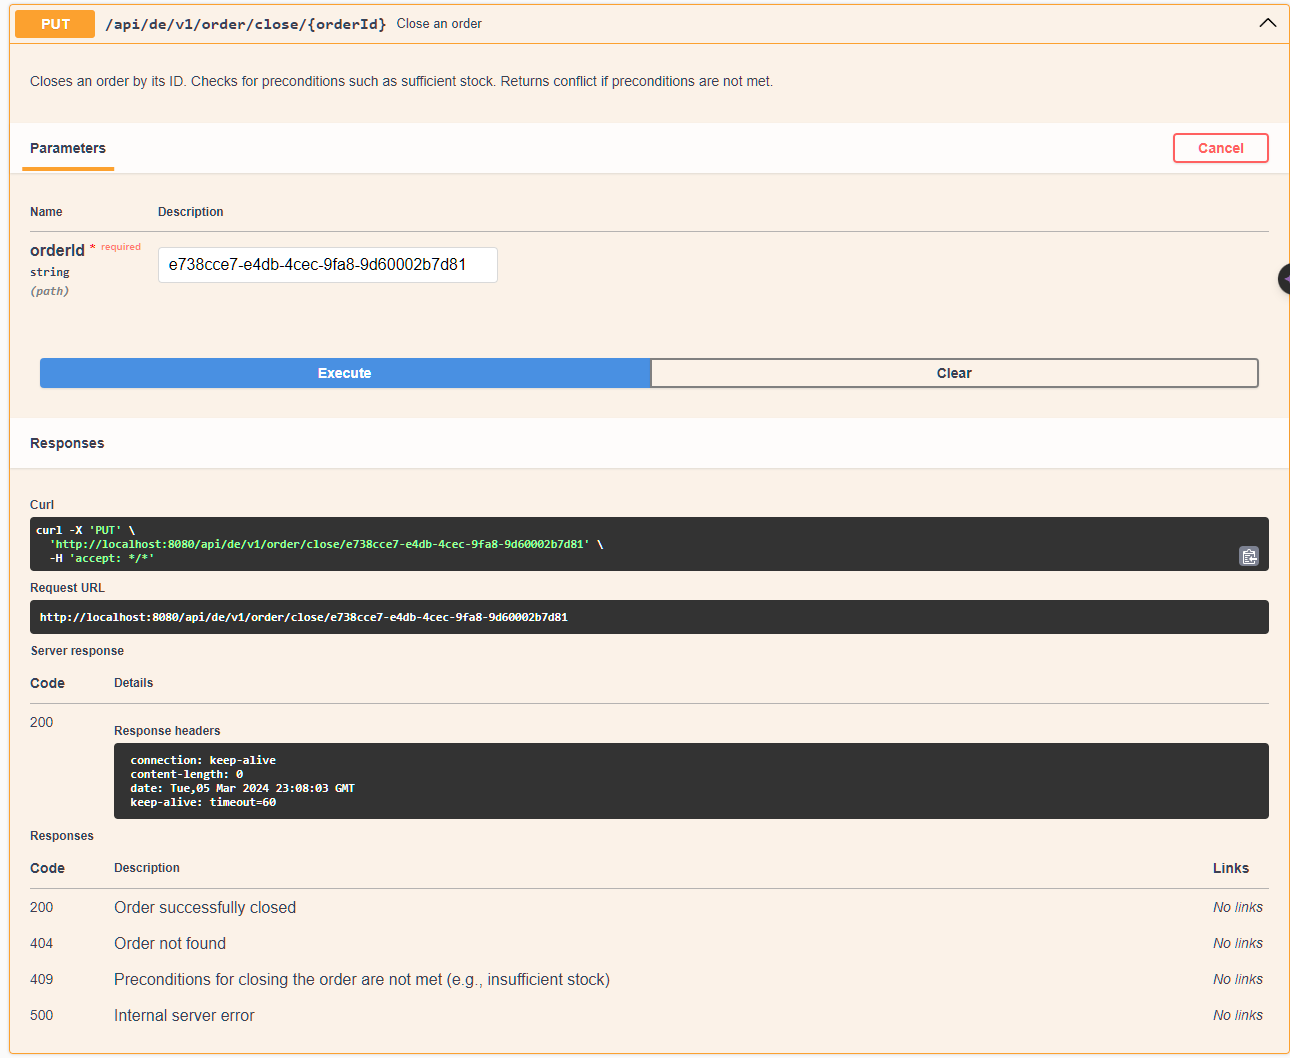 PUT /api/de/v1/order/close/{orderId} Close an order
Closes an order by its ID. Checks for preconditions such as sufficient stock. Returns conflict if preconditions are not met.
Parameters
Cancel
Name Description
orderId * required
string
(path)
e738cce7-e4db-4cec-9fa8-9d60002b7d81
Execute Clear
Responses
Curl
curl -X 'PUT' \
'http://localhost:8080/api/de/v1/order/close/e738cce7-e4db-4cec-9fa8-9d60002b7d81' \
-H 'accept: */*'
Request URL
http://localhost:8080/api/de/v1/order/close/e738cce7-e4db-4cec-9fa8-9d60002b7d81
Server response
Code Details
200
Response headers
connection: keep-alive
content-length: 0
date: Tue,05 Mar 2024 23:08:03 GMT
keep-alive: timeout=60
Responses
Code Description Links
200 Order successfully closed No links
404 Order not found No links
409 Preconditions for closing the order are not met (e.g., insufficient stock) No links
500 Internal server error No links